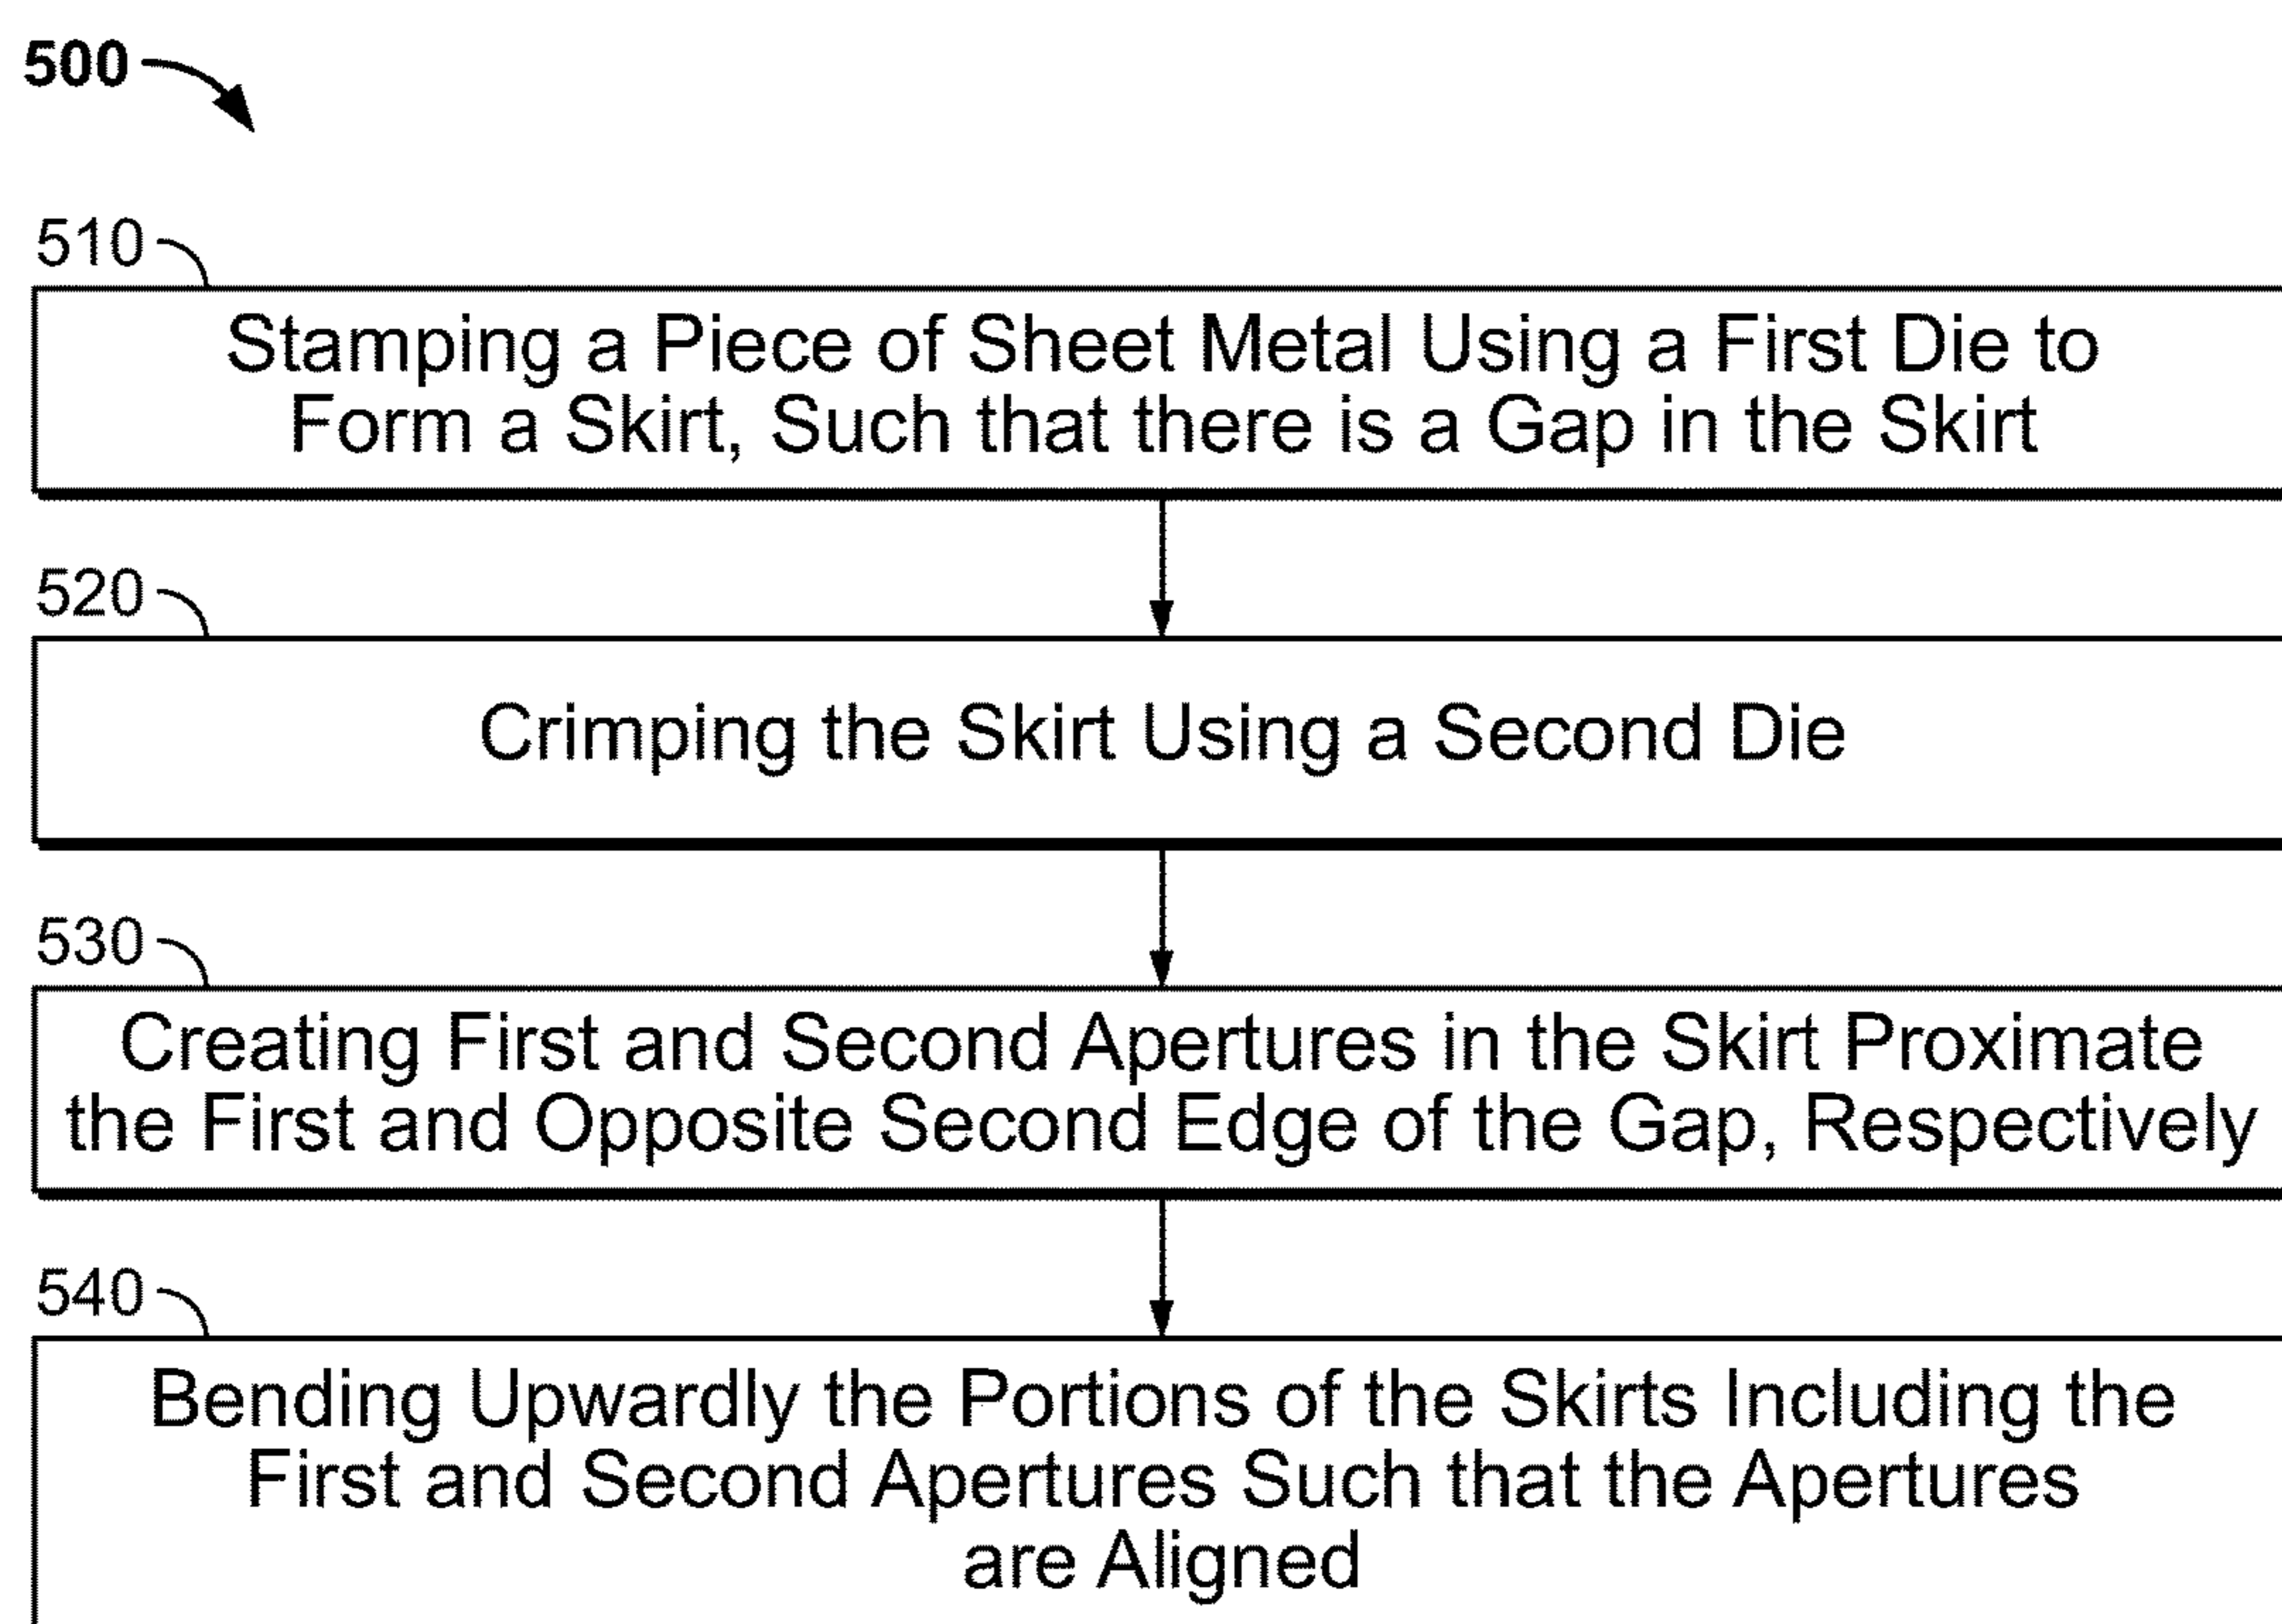 500
510
Stamping a Piece of Sheet Metal Using a First Die to
Form a Skirt, Such that there is a Gap in the Skirt
520
Crimping the Skirt Using a Second Die
530
Creating First and Second Apertures in the Skirt Proximate
the First and Opposite Second Edge of the Gap, Respectively
540
Bending Upwardly the Portions of the Skirts Including the
First and Second Apertures Such that the Apertures
are Aligned